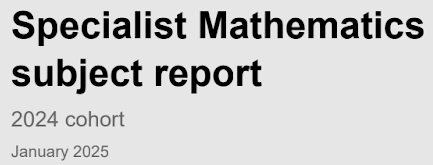 Specialist Mathematics
subject report
2024 cohort
January 2025